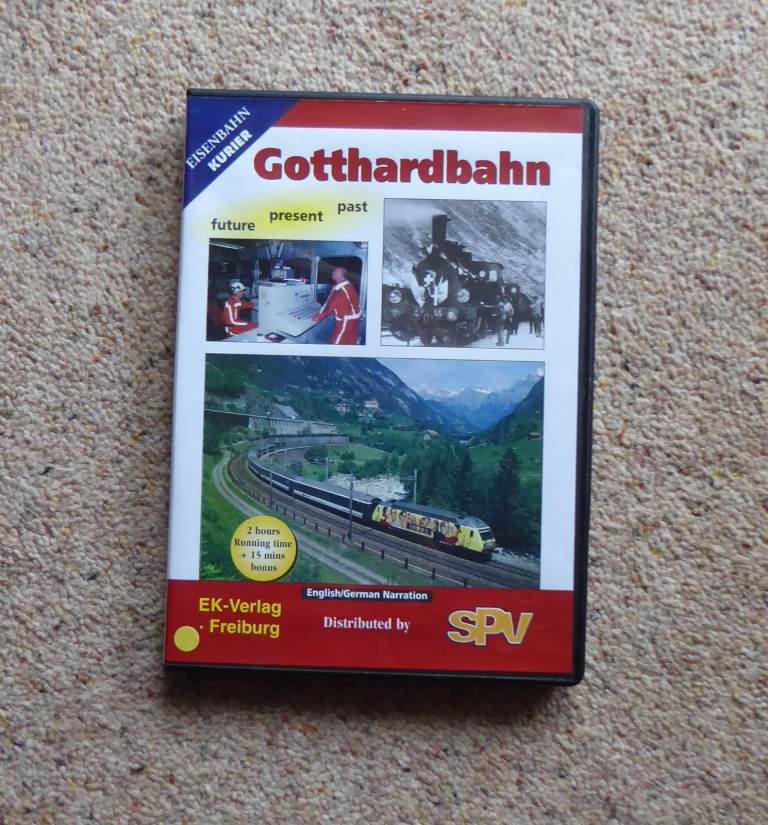 EISENBAHN
KURIER
Gotthardbahn
future present past
2 hours
Running time
+ 15 mins
bonus
English/German Narration
EK-Verlag
· Freiburg
Distributed by
SPV